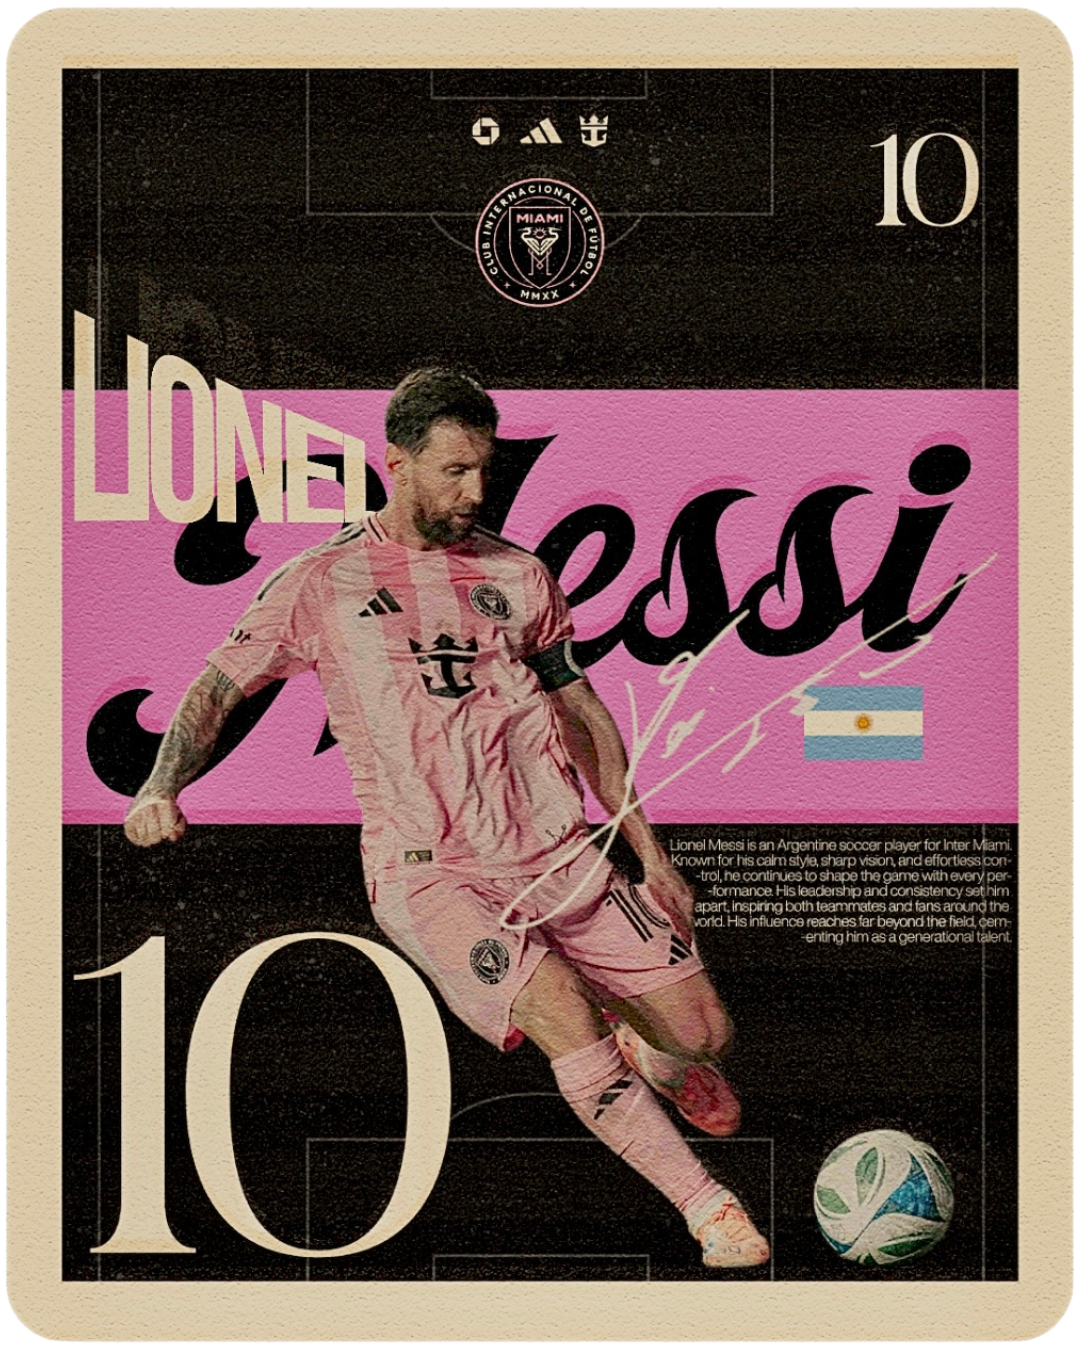 10
CLUB INTERNACIONAL DE FÚTBOL
MIAMI
MMXX
LIONEL
Messi
Lionel Messi is an Argentine soccer player for Inter Miami.
Known for his calm style, sharp vision, and effortless con-
-trol, he continues to shape the game with every per-
-formance. His leadership and consistency set him
apart, inspiring both teammates and fans around the
world. His influence reaches far beyond the field, cem-
-enting him as a generational talent.
10
10